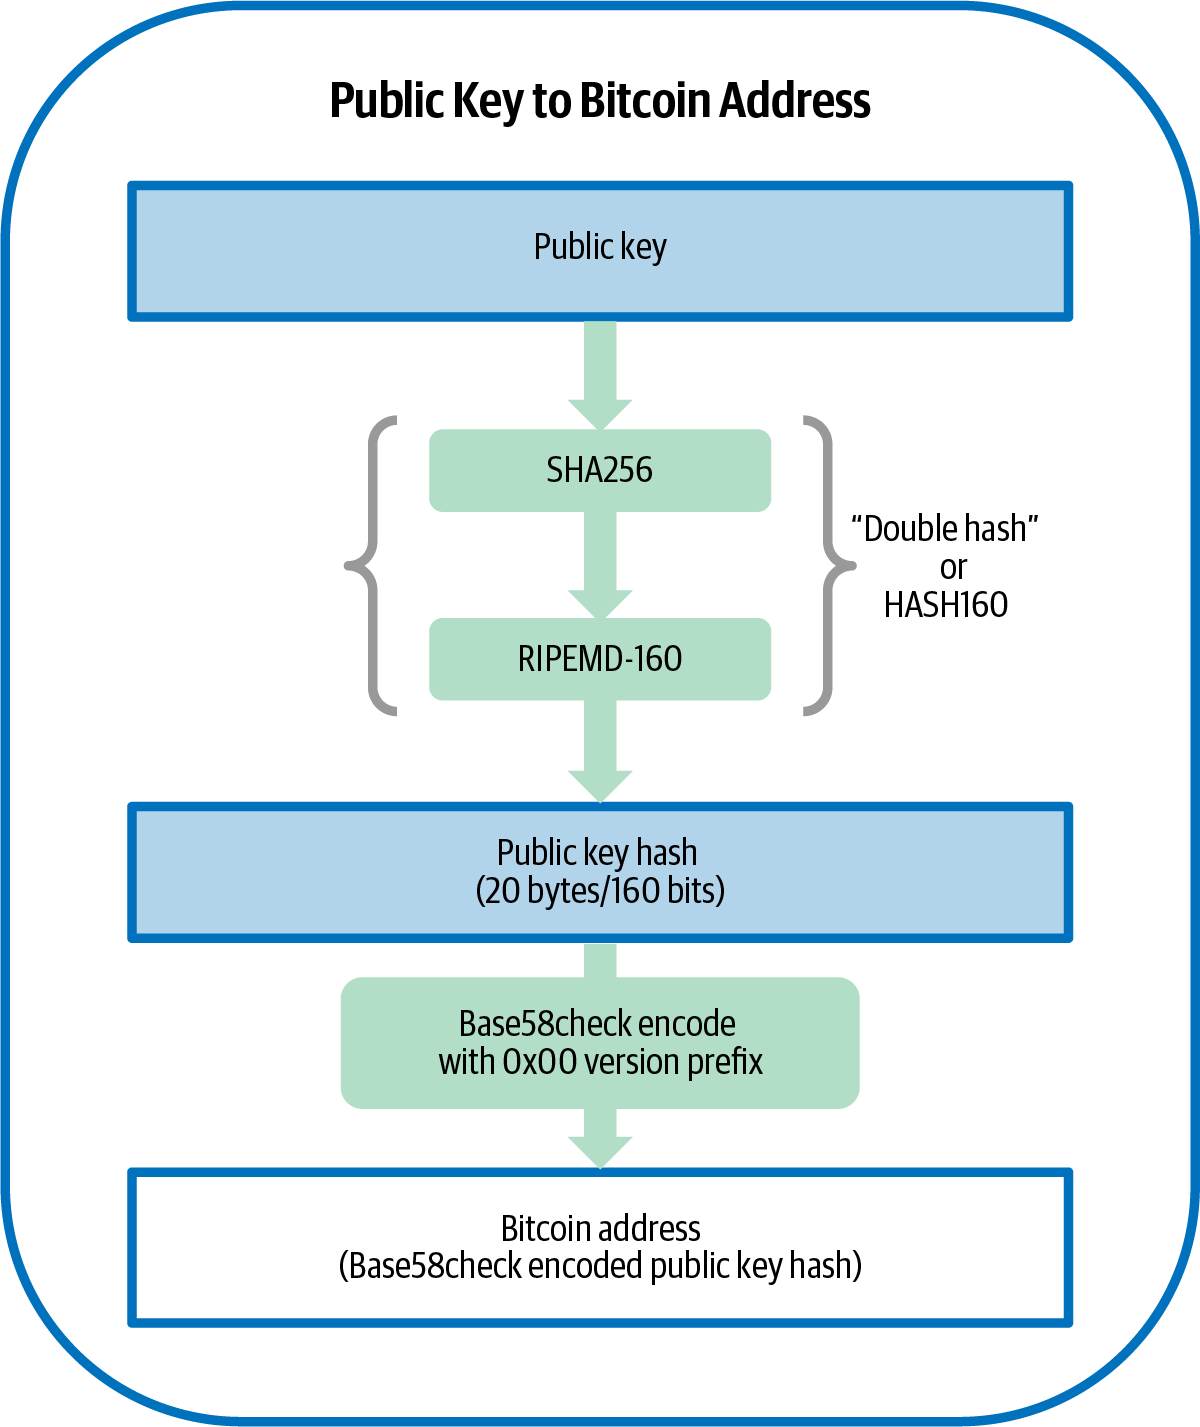 Public Key to Bitcoin Address
Public key
SHA256
“Double hash”
or
HASH160
RIPEMD-160
Public key hash
(20 bytes/160 bits)
Base58check encode
with 0x00 version prefix
Bitcoin address
(Base58check encoded public key hash)